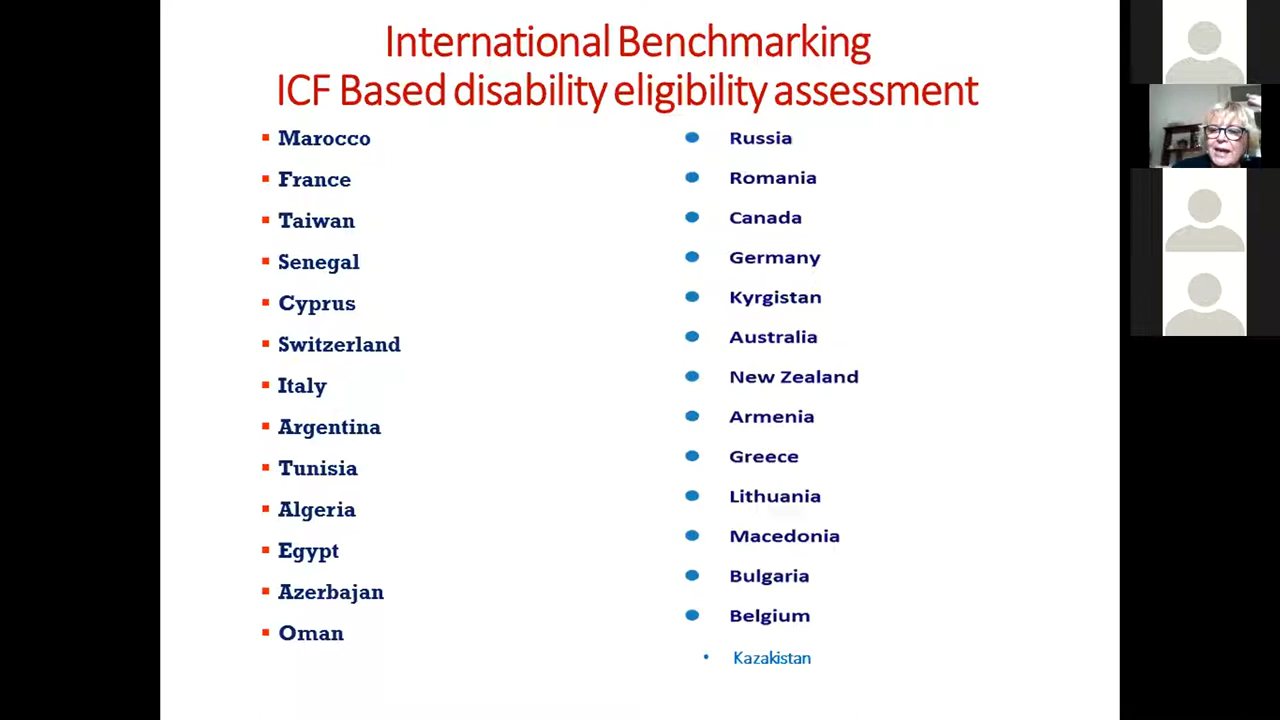 International Benchmarking
ICF Based disability eligibility assessment
Marocco
France
Taiwan
Senegal
Cyprus
Switzerland
Italy
Argentina
Tunisia
Algeria
Egypt
Azerbajan
Oman
Russia
Romania
Canada
Germany
Kyrgistan
Australia
New Zealand
Armenia
Greece
Lithuania
Macedonia
Bulgaria
Belgium
Kazakistan